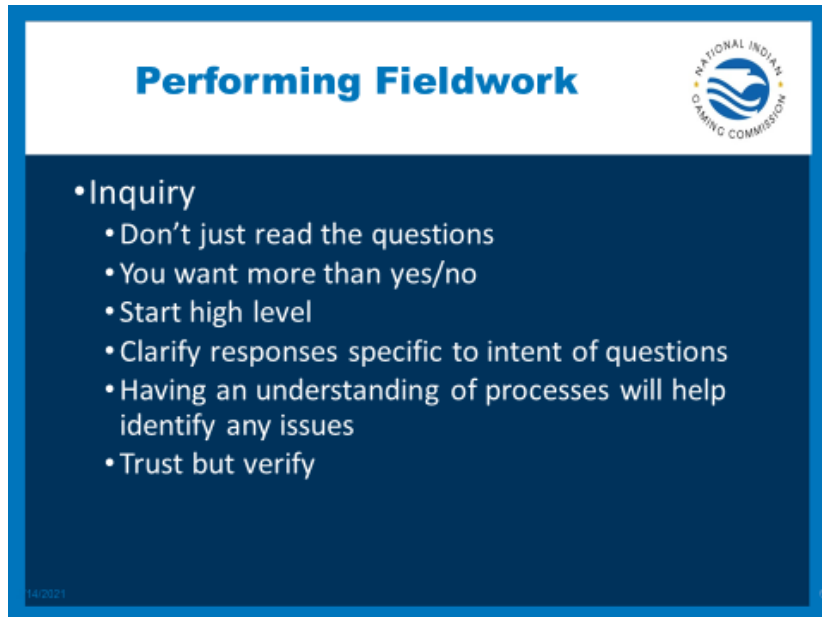 Performing Fieldwork
NATIONAL INDIAN
GAMING COMMISSION
•Inquiry
•Don’t just read the questions
•You want more than yes/no
•Start high level
•Clarify responses specific to intent of questions
•Having an understanding of processes will help
identify any issues
•Trust but verify
14/2021